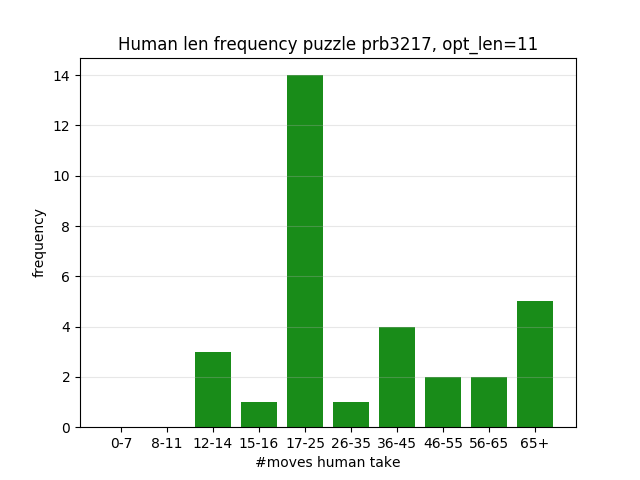 Human len frequency puzzle prb3217, opt_len=11
14
12
10
8
6
4
2
0
frequency
0-7 8-11 12-14 15-16 17-25 26-35 36-45 46-55 56-65 65+
#moves human take